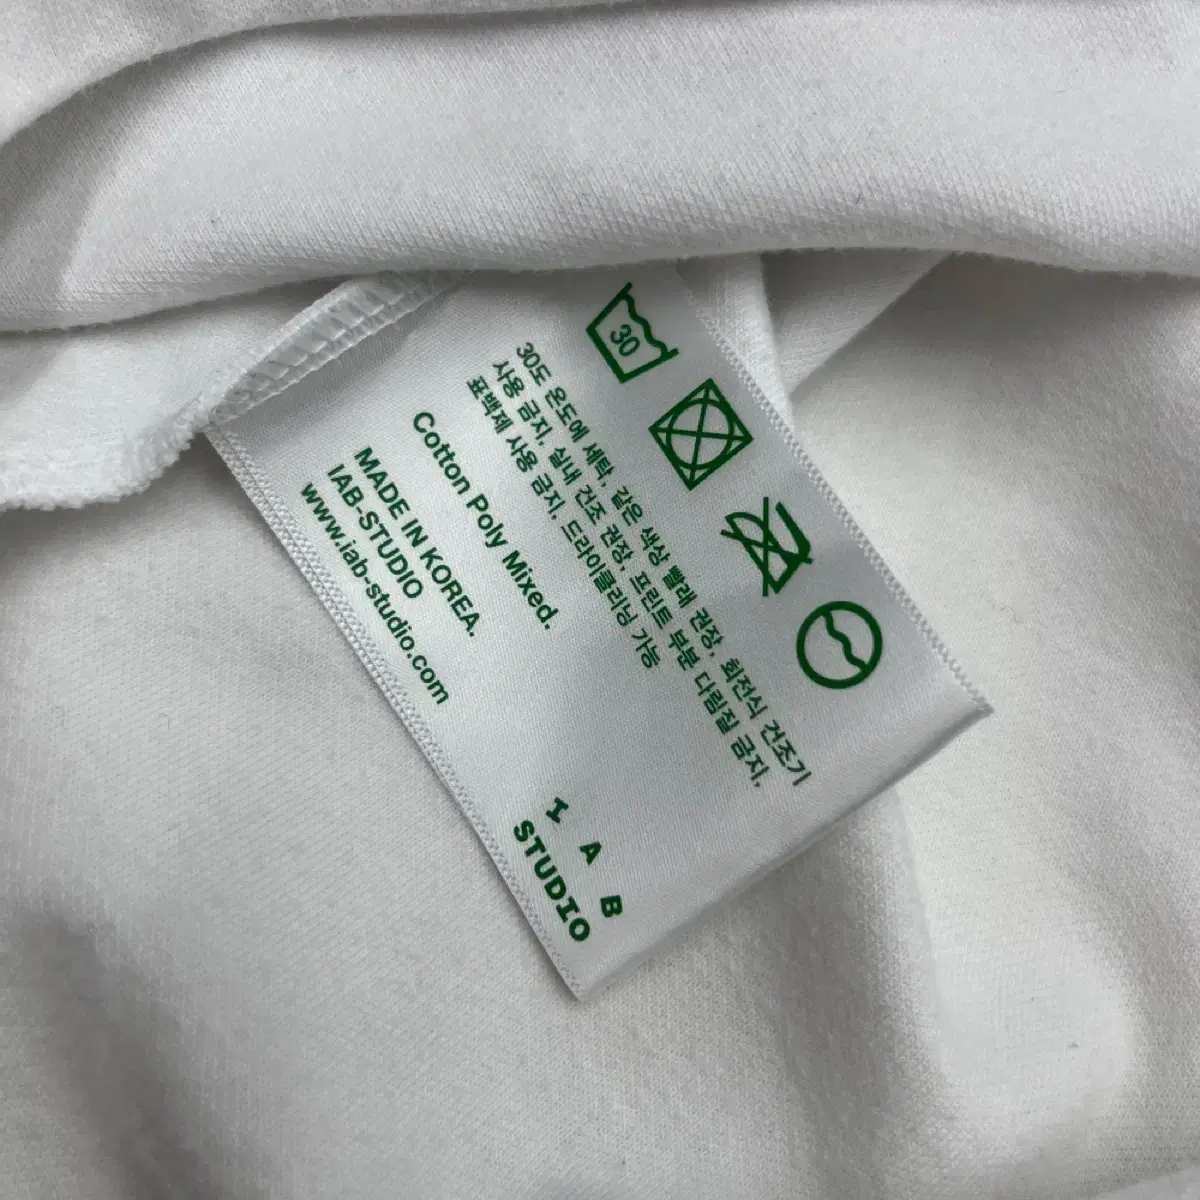 30
30도 온도에 세탁, 같은 색상 빨래 권장, 회전식 건조기
사용 금지, 실내 건조 권장, 프린트 부분 다림질 금지,
표백제 사용 금지, 드라이클리닝 가능
Cotton Poly Mixed.
MADE IN KOREA.
IAB-STUDIO
www.iab-studio.com
I A B
STUDIO